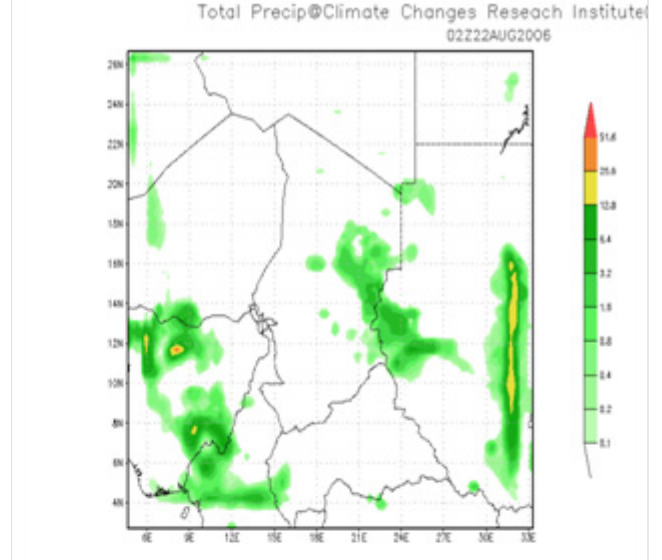 Total Precip@Climate Changes Reseach Institute(
02Z22AUG2006
26N
24N
22N
20N
18N
16N
14N
12N
10N
8N
6N
4N
6E
9E
12E
15E
18E
21E
24E
27E
30E
33E
51.6
25.6
12.8
6.4
3.2
1.6
0.8
0.4
0.2
0.1